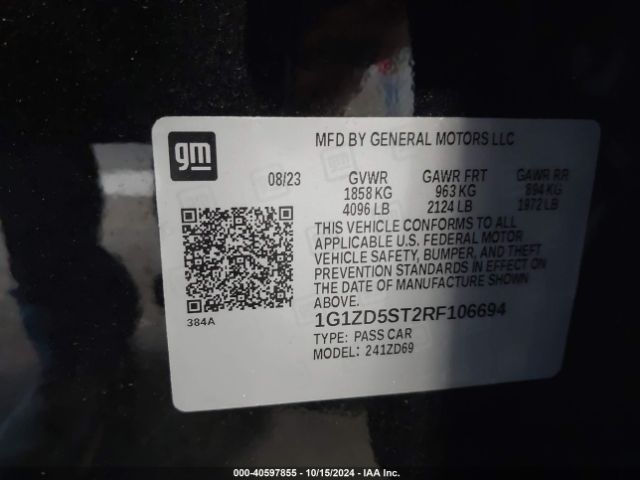 gm
MFD BY GENERAL MOTORS LLC
08/23 GVWR GAWR FRT GAWR RR
1858 KG 963 KG 894 KG
4096 LB 2124 LB 1972 LB
THIS VEHICLE CONFORMS TO ALL
APPLICABLE U.S. FEDERAL MOTOR
VEHICLE SAFETY, BUMPER, AND THEFT
PREVENTION STANDARDS IN EFFECT ON
THE DATE OF MANUFACTURE INDICATED
ABOVE.
384A
1G1ZD5ST2RF106694
TYPE: PASS CAR
MODEL: 241ZD69
000-40597855 - 10/15/2024 - IAA Inc.